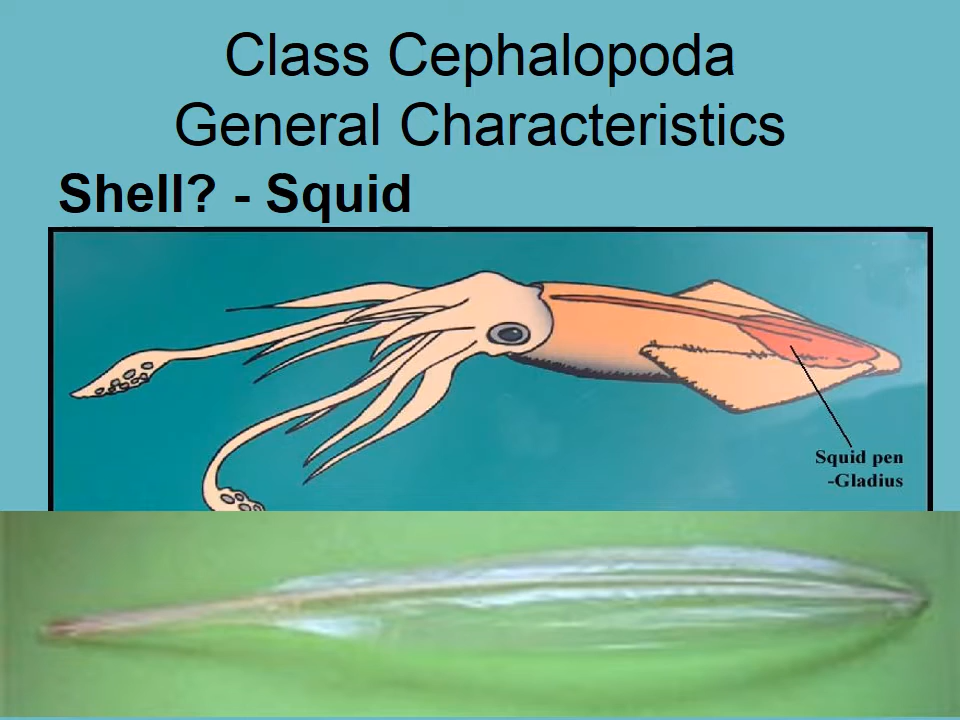 Class Cephalopoda
General Characteristics
Shell? - Squid
Squid pen
-Gladius